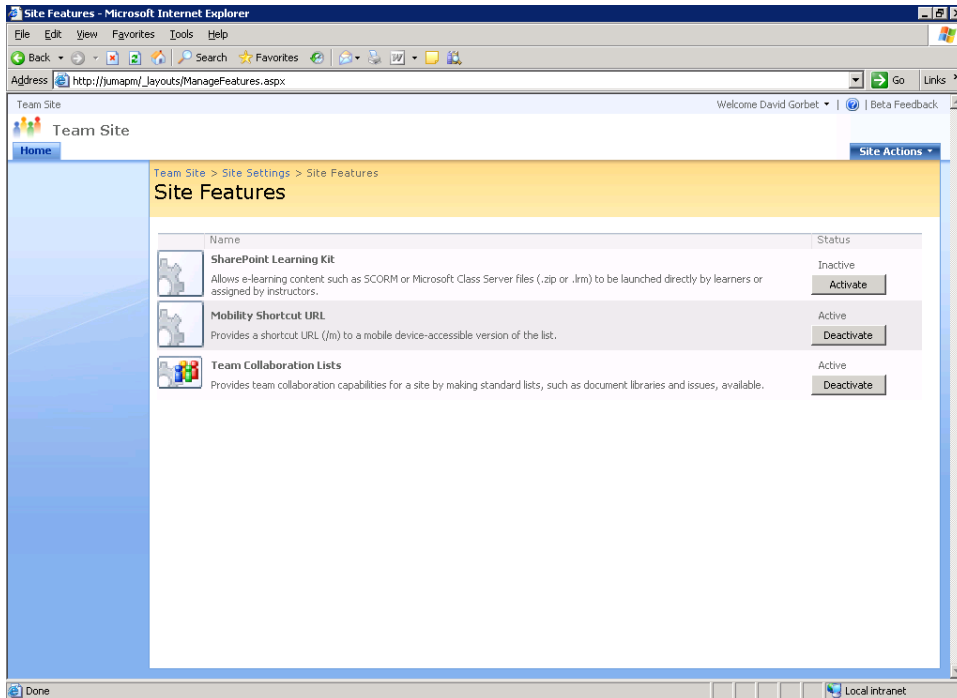 Site Features - Microsoft Internet Explorer
File Edit View Favorites Tools Help
Back Search Favorites
Address http://jumapm/_layouts/ManageFeatures.aspx Go Links
Team Site Welcome David Gorbet | Beta Feedback
Team Site
Home Site Actions
Team Site > Site Settings > Site Features
Site Features
Name Status
SharePoint Learning Kit Inactive
Allows e-learning content such as SCORM or Microsoft Class Server files (.zip or .lrm) to be launched directly by learners or
assigned by instructors.
Activate
Mobility Shortcut URL Active
Provides a shortcut URL (/m) to a mobile device-accessible version of the list. Deactivate
Team Collaboration Lists Active
Provides team collaboration capabilities for a site by making standard lists, such as document libraries and issues, available. Deactivate
Done Local intranet